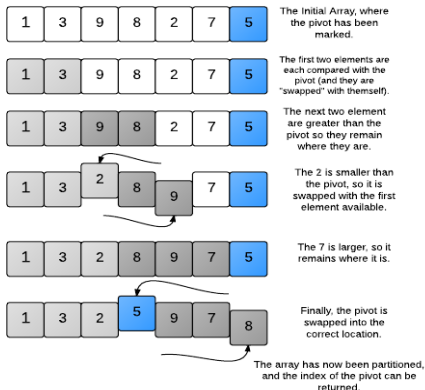 1 3 9 8 2 7 5
The Initial Array, where
the pivot has been
marked.
1 3 9 8 2 7 5
The first two elements are
each compared with the
pivot (and they are
"swapped" with themself).
1 3 9 8 2 7 5
The next two element
are greater than the
pivot so they remain
where they are.
1 3 2 8 9 7 5
The 2 is smaller than
the pivot, so it is
swapped with the first
element available.
1 3 2 8 9 7 5
The 7 is larger, so it
remains where it is.
1 3 2 5 9 7 8
Finally, the pivot is
swapped into the
correct location.
The array has now been partitioned,
and the index of the pivot can be
returned.